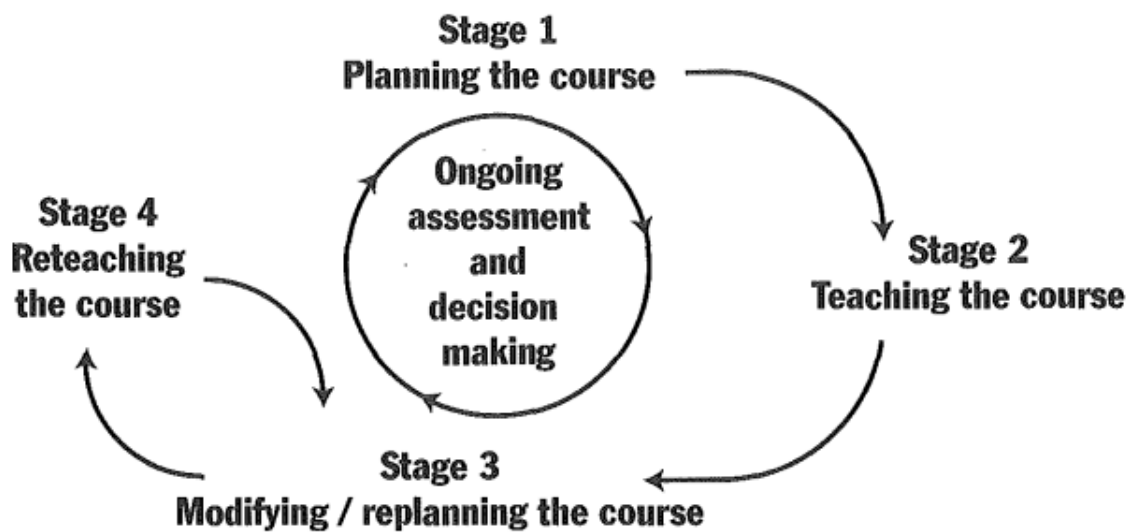 Stage 1
Planning the course
Ongoing
assessment
and
decision
making
Stage 4
Reteaching
the course
Stage 2
Teaching the course
Stage 3
Modifying / replanning the course